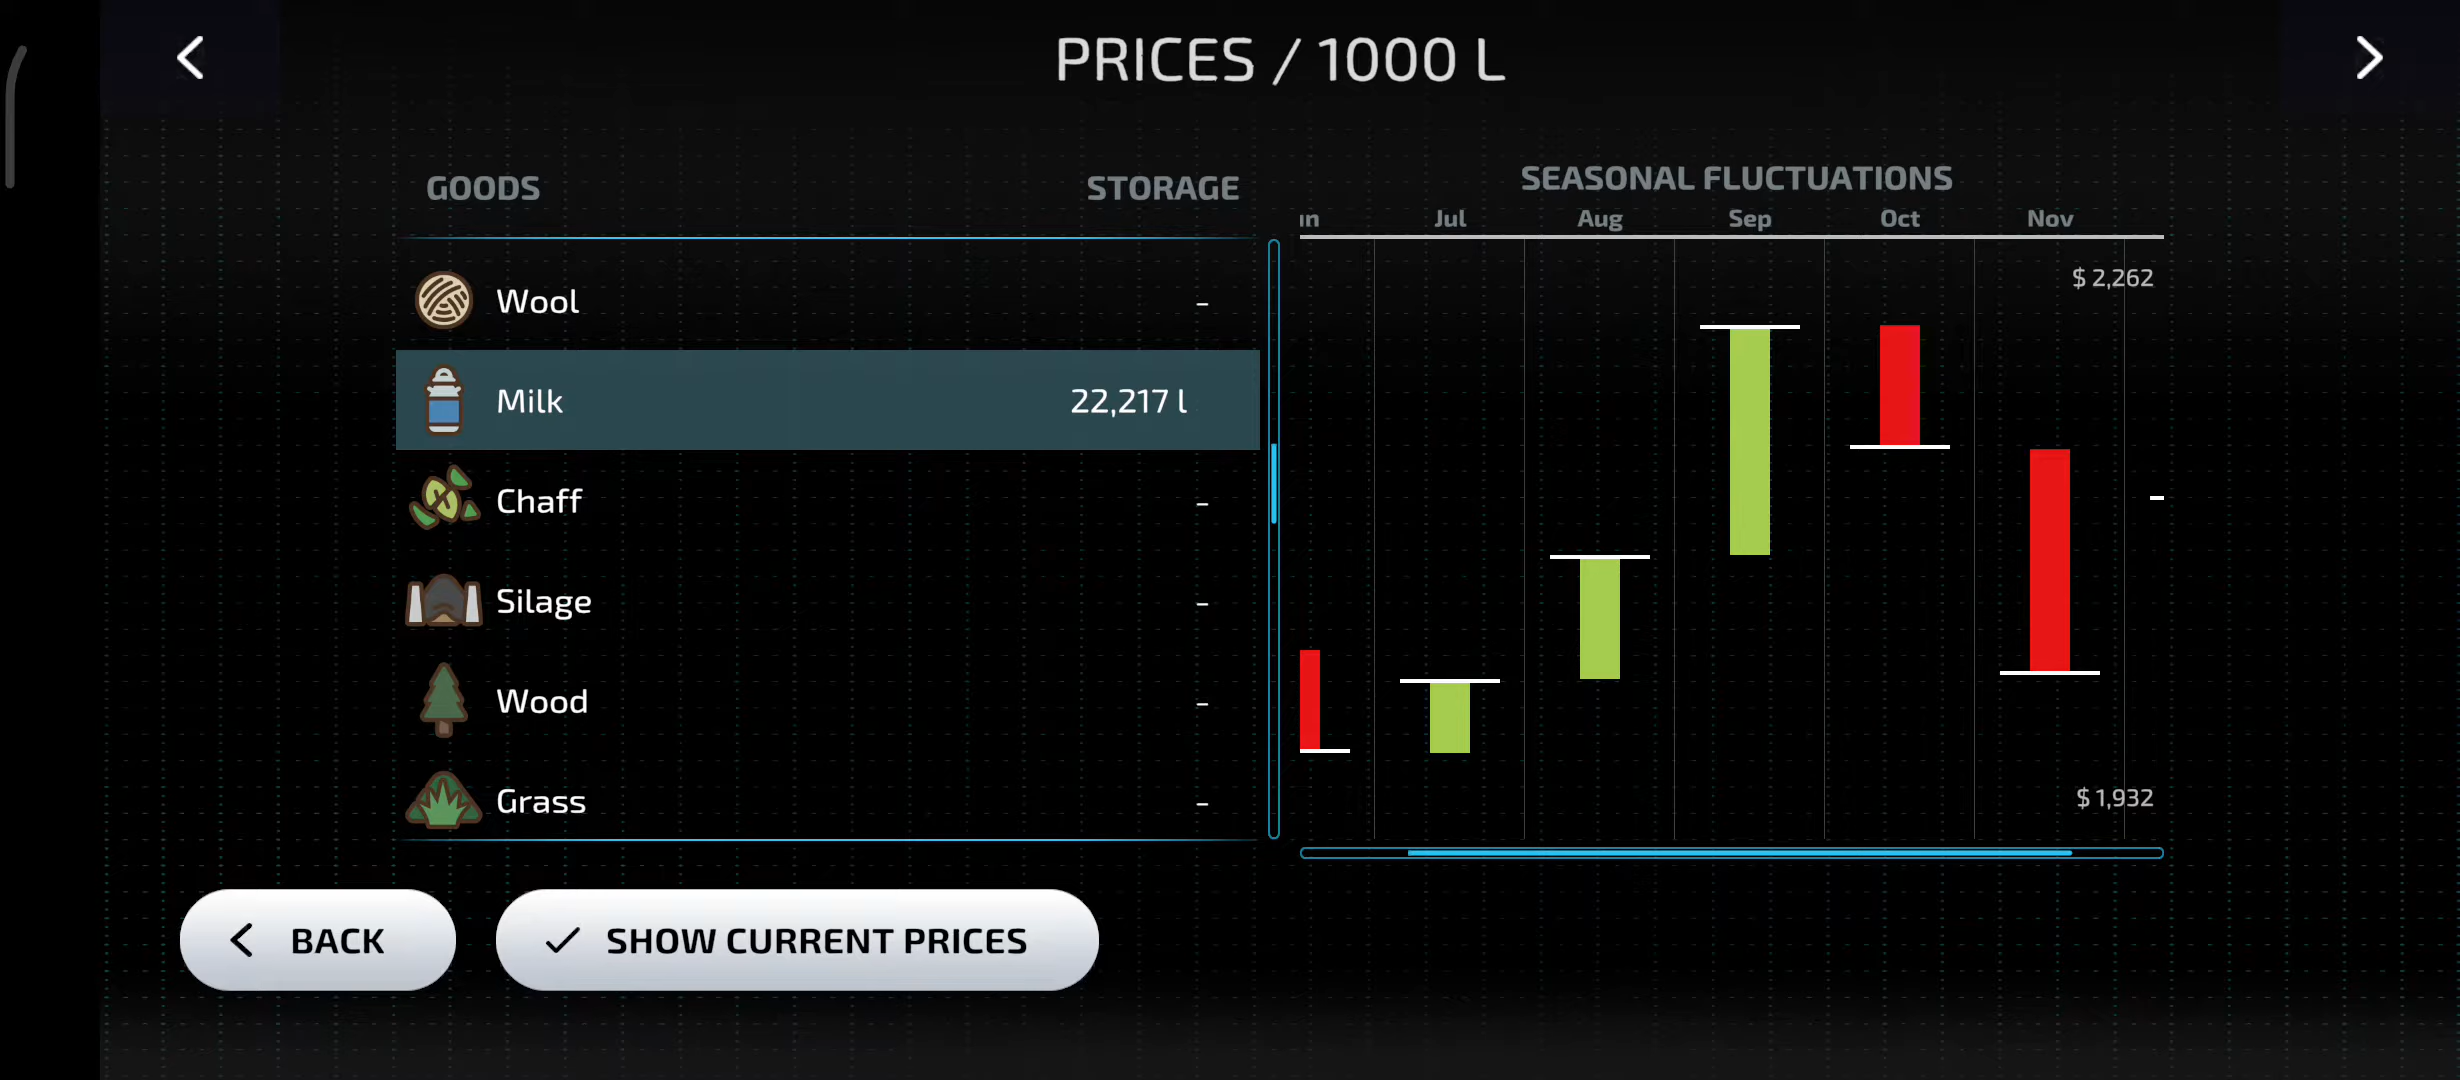 PRICES / 1000 L
GOODS
STORAGE
Wool
-
Milk
22,217 l
Chaff
-
Silage
-
Wood
-
Grass
-
SEASONAL FLUCTUATIONS
un
Jul
Aug
Sep
Oct
Nov
$ 2,262
$ 1,932
BACK
SHOW CURRENT PRICES